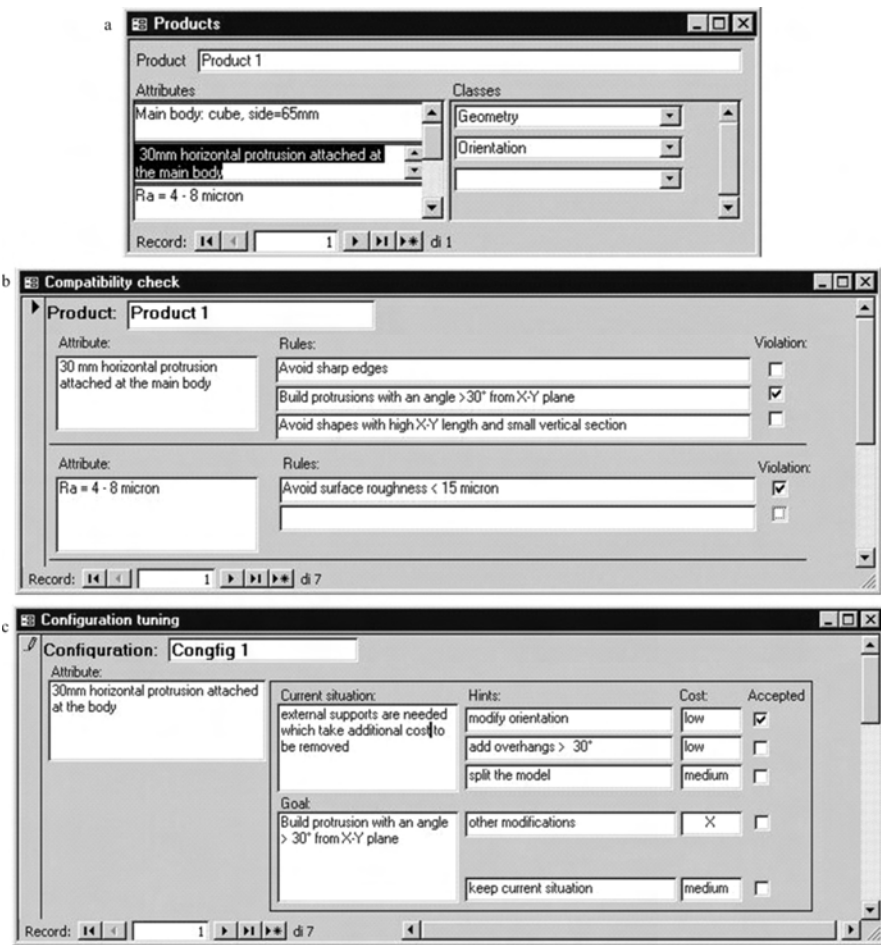 a
Products
Product Product 1
Attributes Classes
Main body: cube, side=65mm
Geometry
30mm horizontal protrusion attached at
the main body
Orientation
Ra = 4 - 8 micron
Record: 1 di 1
b
Compatibility check
Product: Product 1
Attribute: Rules: Violation:
30 mm horizontal protrusion
attached at the main body
Avoid sharp edges
Build protrusions with an angle >30° from X-Y plane
Avoid shapes with high X-Y length and small vertical section
Attribute: Rules: Violation:
Ra = 4 - 8 micron
Avoid surface roughness < 15 micron
Record: 1 di 7
c
Configuration tuning
Configuration: Congfig 1
Attribute:
30mm horizontal protrusion attached
at the body
Current situation: Hints: Cost: Accepted
external supports are needed
which take additional cost to
be removed
modify orientation low
add overhangs > 30° low
split the model medium
Goal:
Build protrusion with an angle
> 30° from X-Y plane
other modifications X
keep current situation medium
Record: 1 di 7